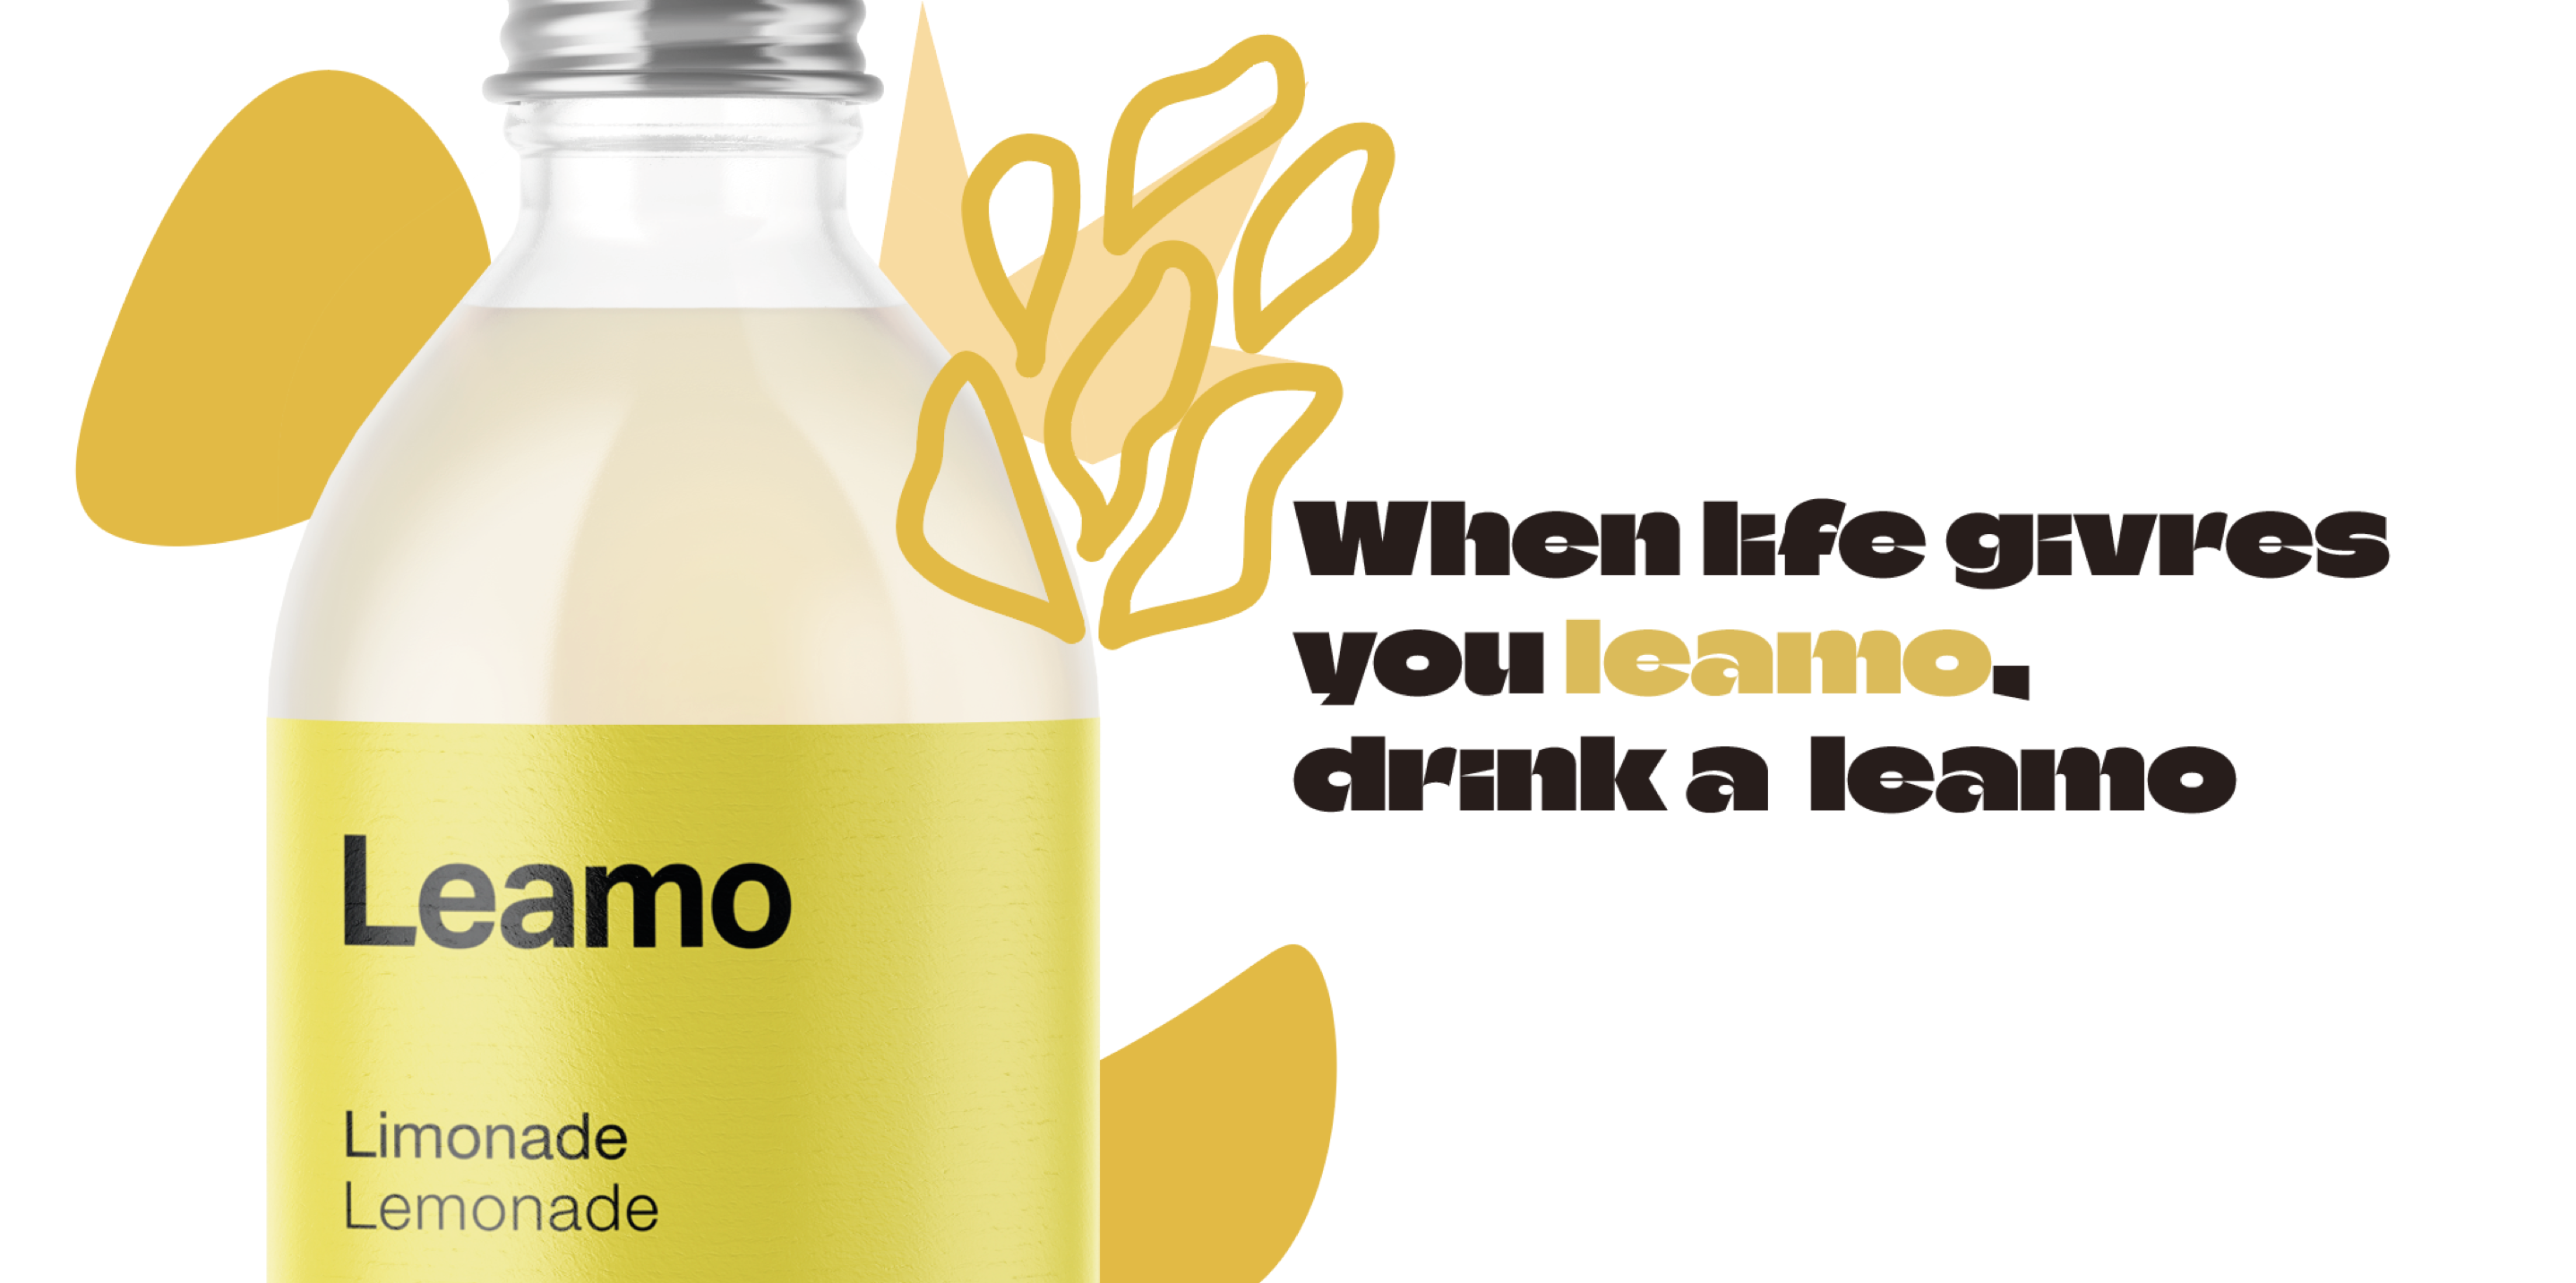 When life givres
you leamo,
drink a leamo
Leamo
Limonade
Lemonade